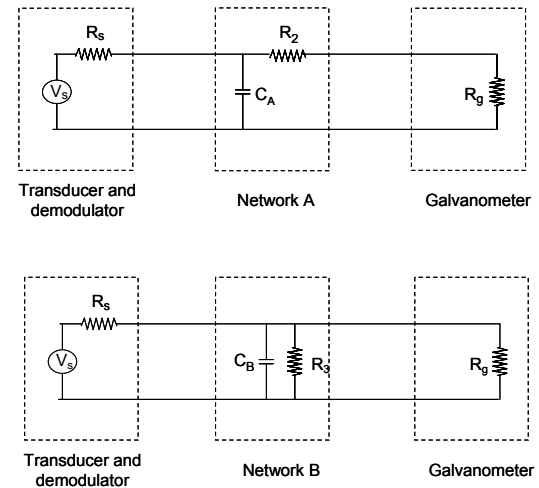 Rs
R2
Vs
CA
Rg
Transducer and
demodulator
Network A
Galvanometer
Rs
Vs
CB
R3
Rg
Transducer and
demodulator
Network B
Galvanometer